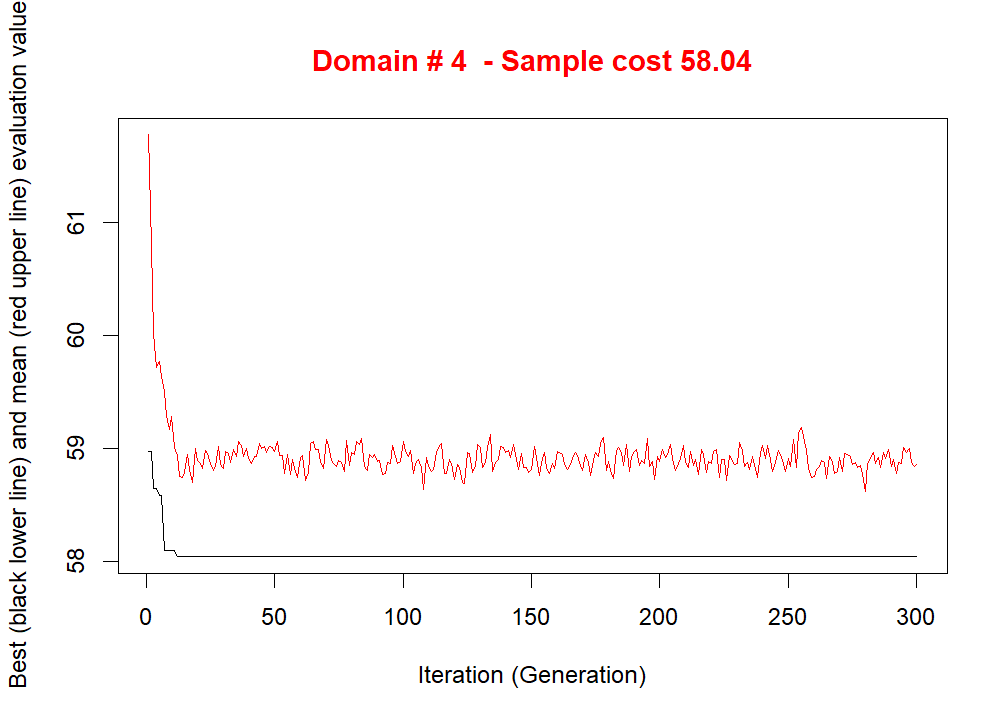 Domain # 4  - Sample cost 58.04
Best (black lower line) and mean (red upper line) evaluation value
61
60
59
58
0 50 100 150 200 250 300
Iteration (Generation)